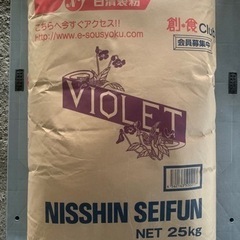 日清製粉
こちらへ今すぐアクセス!!
www.e-sousyoku.com
創・食Club
会員募集中
VIOLET
NISSHIN SEIFUN
NET 25kg